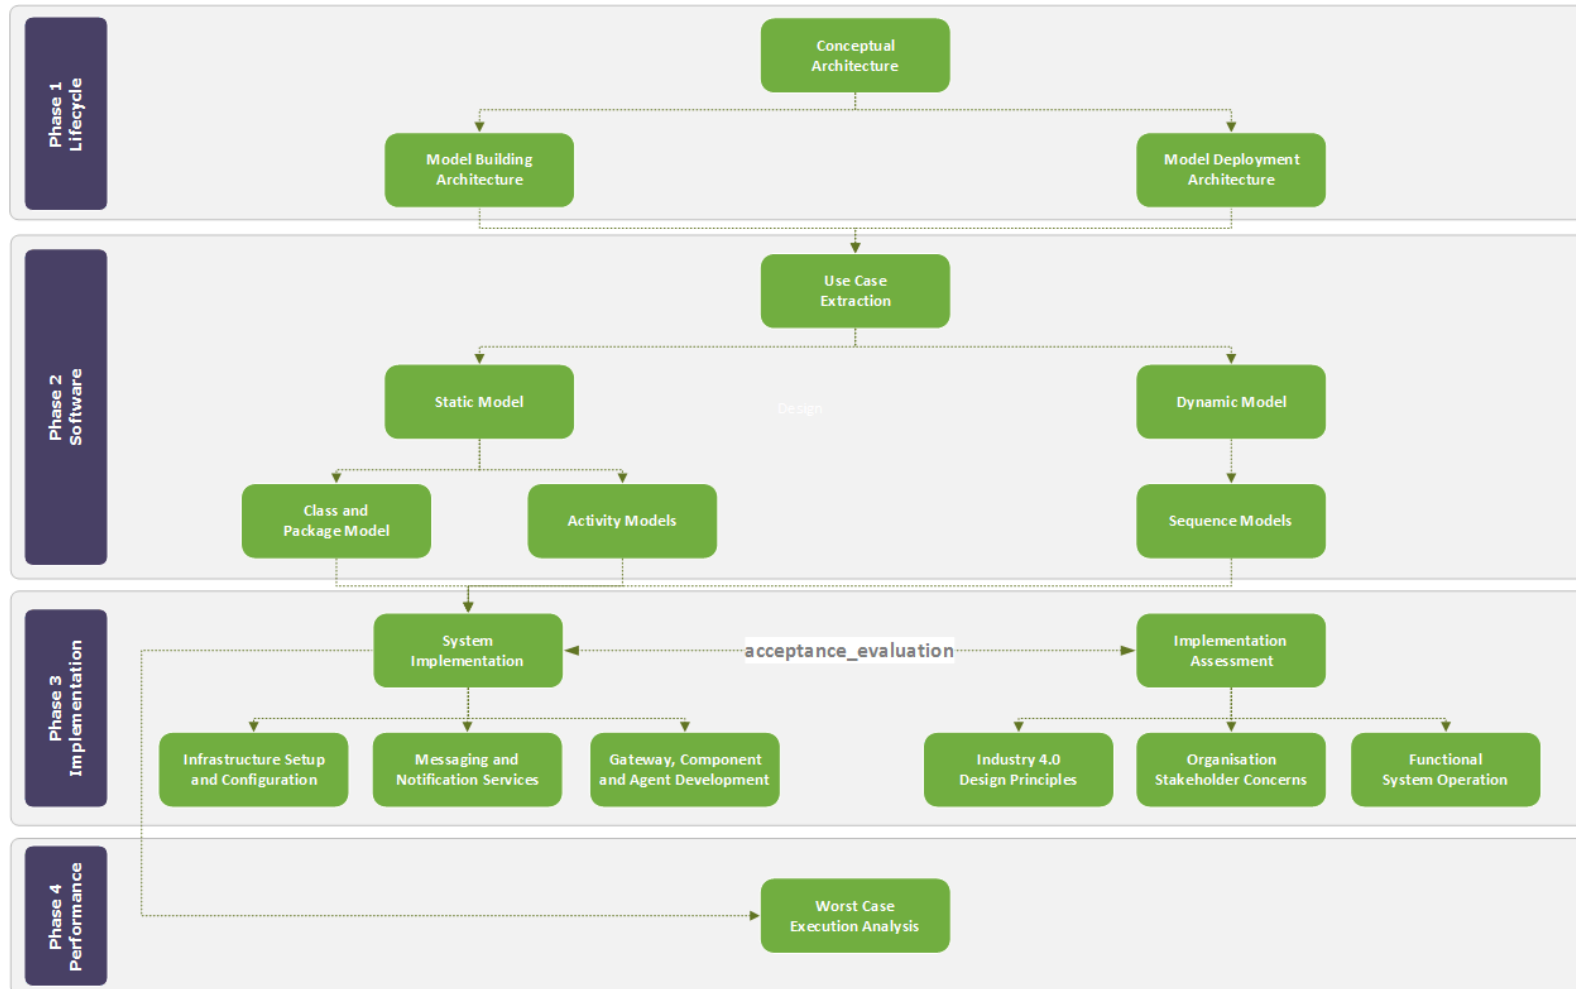 Phase 1
Lifecycle
Conceptual
Architecture
Model Building
Architecture
Model Deployment
Architecture
Phase 2
Software
Use Case
Extraction
Static Model
Design
Dynamic Model
Class and
Package Model
Activity Models
Sequence Models
Phase 3
Implementation
System
Implementation
acceptance_evaluation
Implementation
Assessment
Infrastructure Setup
and Configuration
Messaging and
Notification Services
Gateway, Component
and Agent Development
Industry 4.0
Design Principles
Organisation
Stakeholder Concerns
Functional
System Operation
Phase 4
Performance
Worst Case
Execution Analysis